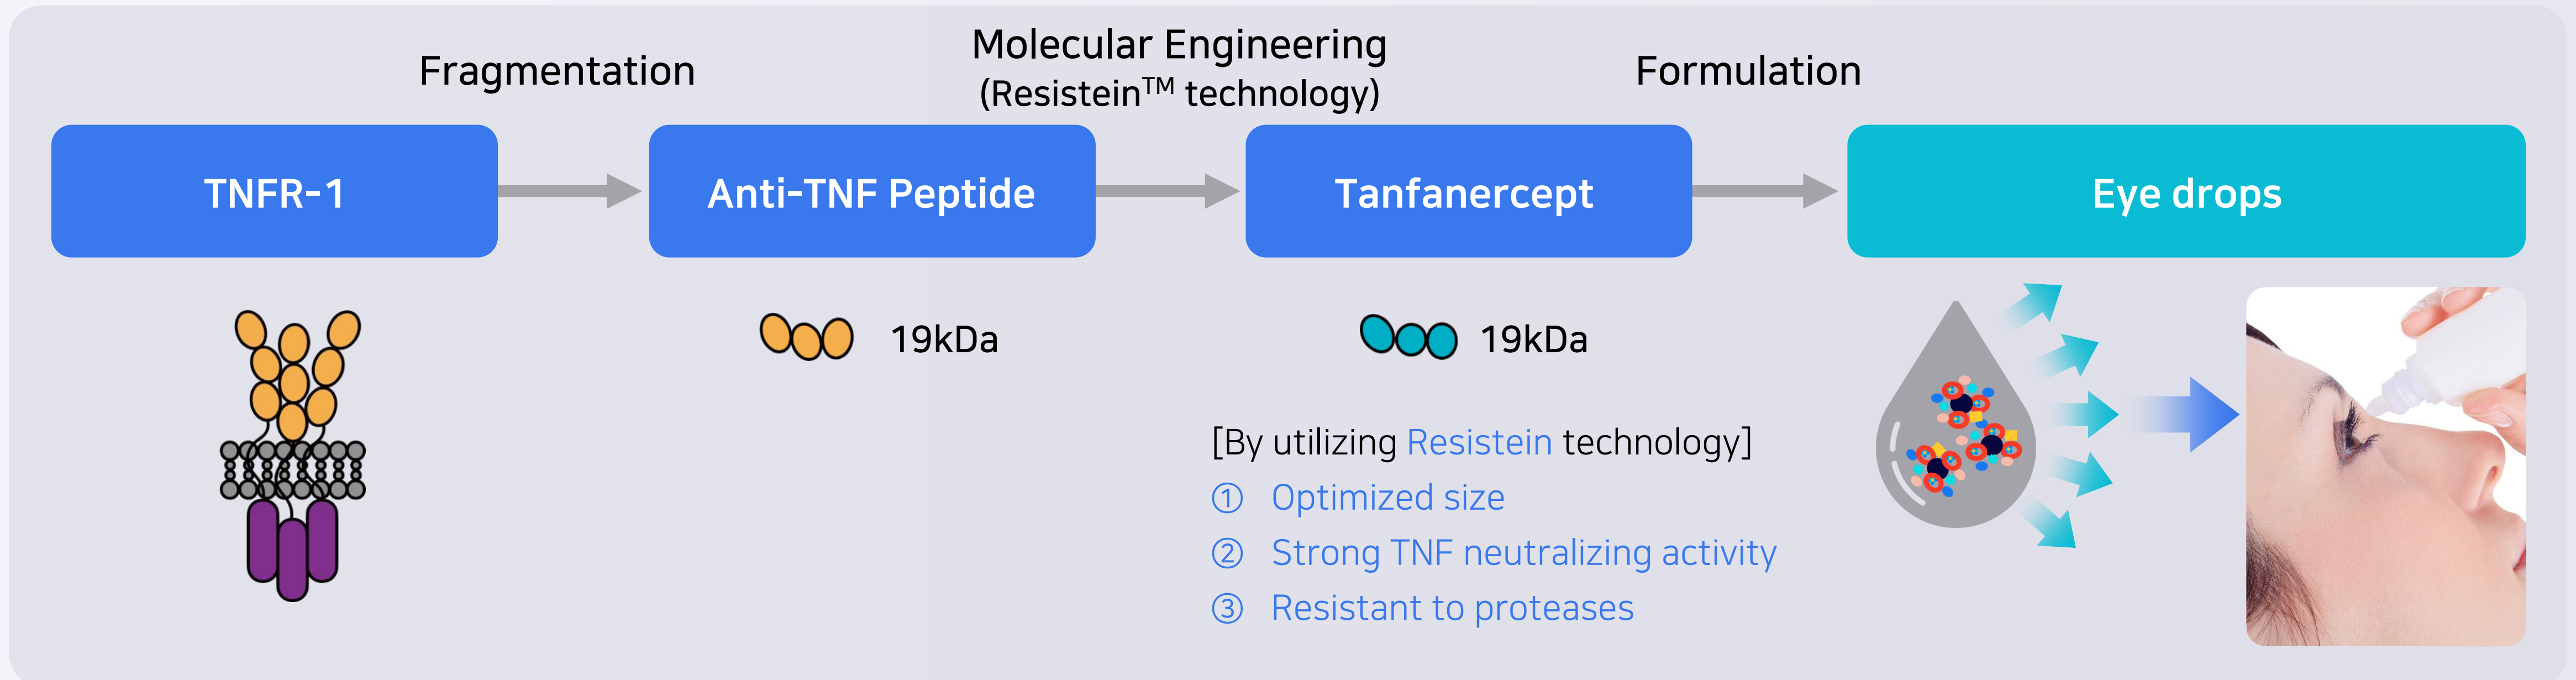 Fragmentation
Molecular Engineering
(Resistein™ technology)
Formulation
TNFR-1
Anti-TNF Peptide
Tanfanercept
Eye drops
19kDa
19kDa
[By utilizing Resistein technology]
① Optimized size
② Strong TNF neutralizing activity
③ Resistant to proteases